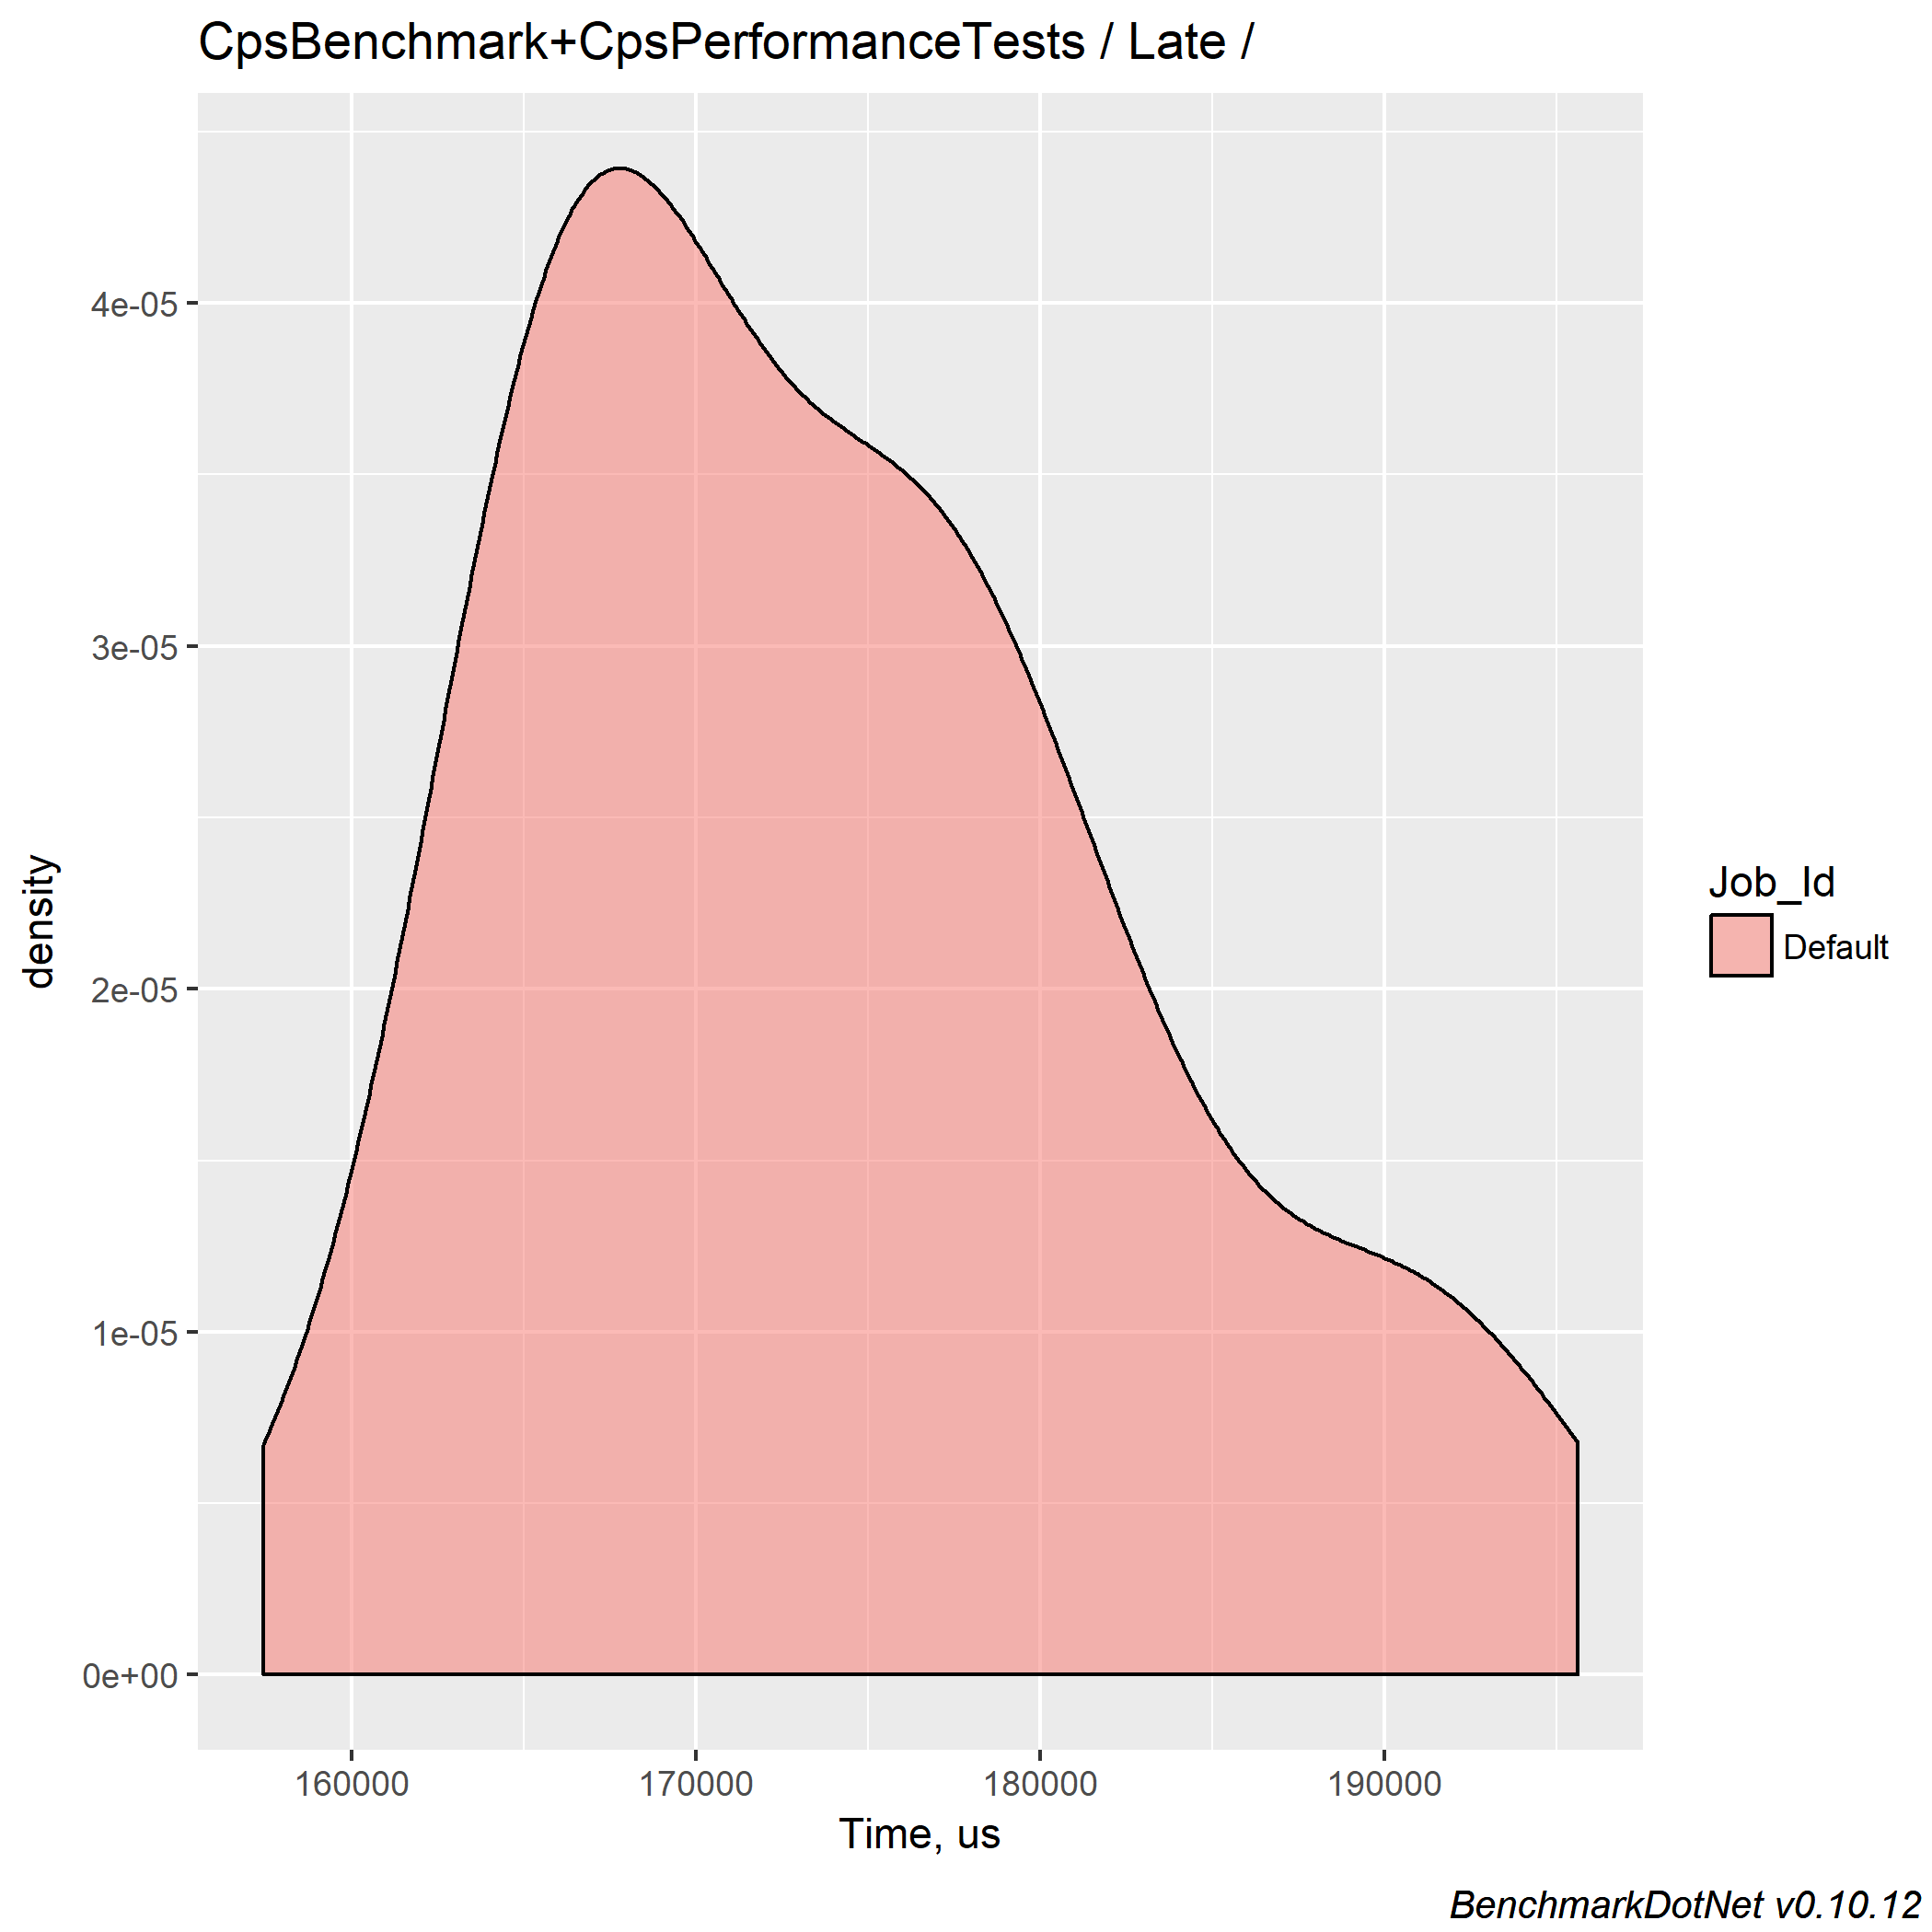 CpsBenchmark+CpsPerformanceTests / Late /
density
4e-05
3e-05
2e-05
1e-05
0e+00
160000 170000 180000 190000
Time, us
Job_Id
Default
BenchmarkDotNet v0.10.12